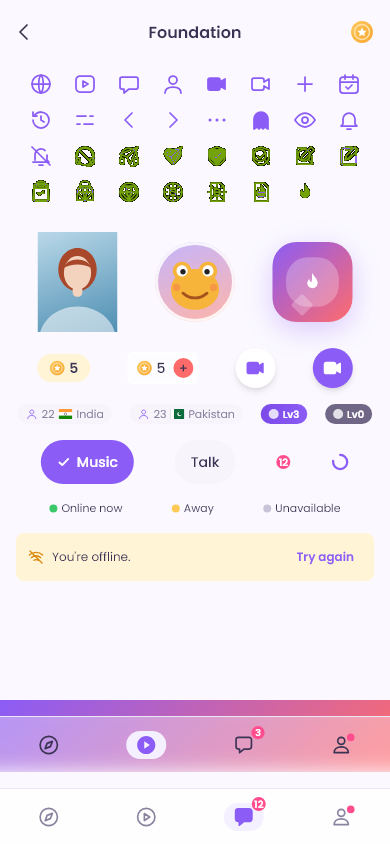 Foundation
5
5
22 India
23 Pakistan
Lv3
Lv0
Music
Talk
12
Online now
Away
Unavailable
You're offline.
Try again
3
12